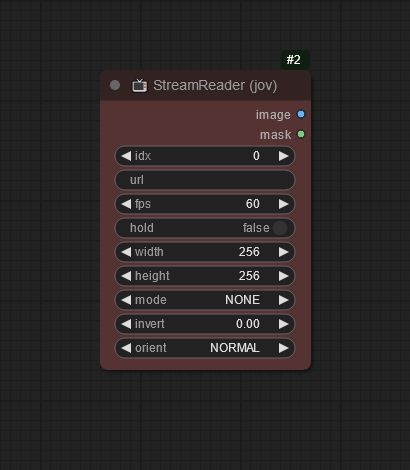 #2
StreamReader (jov)
image
mask
idx 0
url
fps 60
hold false
width 256
height 256
mode NONE
invert 0.00
orient NORMAL